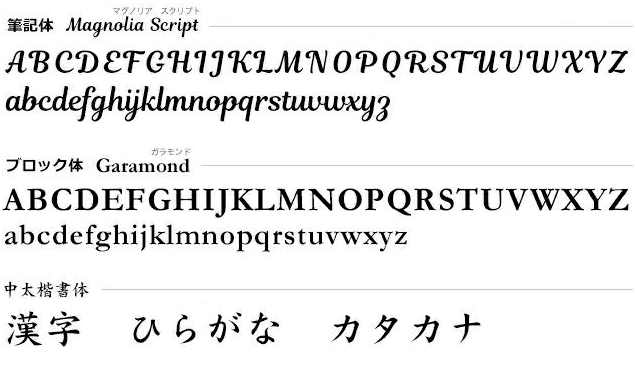 マグノリア スクリプト
筆記体 Magnolia Script
ABCDEFGHIJKLMNOPQRSTUVWXYZ
abcdefghijklmnopqrstuvwxyz
ガラモンド
ブロック体 Garamond
ABCDEFGHIJKLMNOPQRSTUVWXYZ
abcdefghijklmnopqrstuvwxyz
中太楷書体
漢字 ひらがな カタカナ